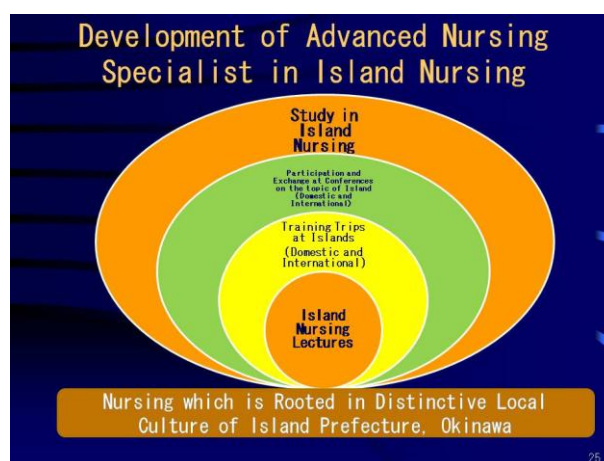 Development of Advanced Nursing
Specialist in Island Nursing
Study in
Island
Nursing
Participation and
Exchange at Conferences
on the topic of Island
(Domestic and
International)
Training Trips
at Islands
(Domestic and
International)
Island
Nursing
Lectures
Nursing which is Rooted in Distinctive Local
Culture of Island Prefecture, Okinawa
25